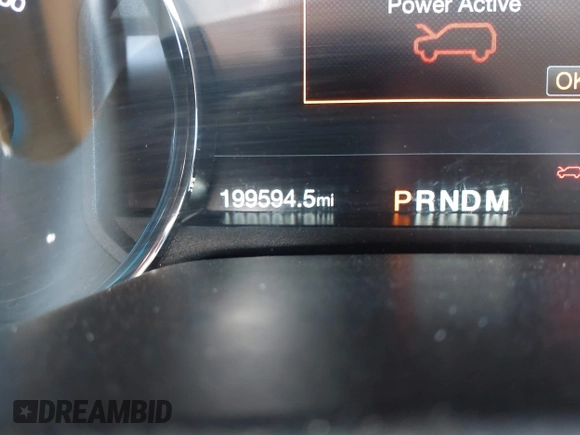 Power Active
OK
199594.5mi
PRNDM
DREAMBID